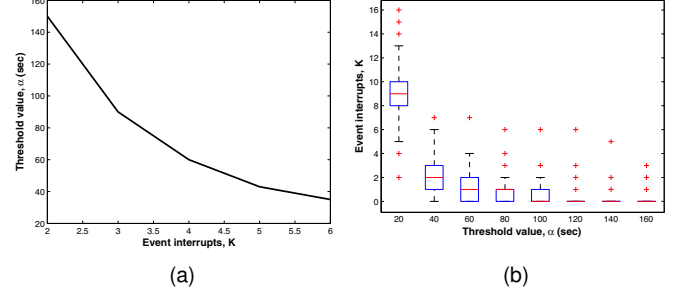 160
140
120
100
80
60
40
20
Threshold value, α (sec)
2 2.5 3 3.5 4 4.5 5 5.5 6
Event interrupts, K
(a)
16
14
12
10
8
6
4
2
0
Event interrupts, K
20 40 60 80 100 120 140 160
Threshold value, α (sec)
(b)